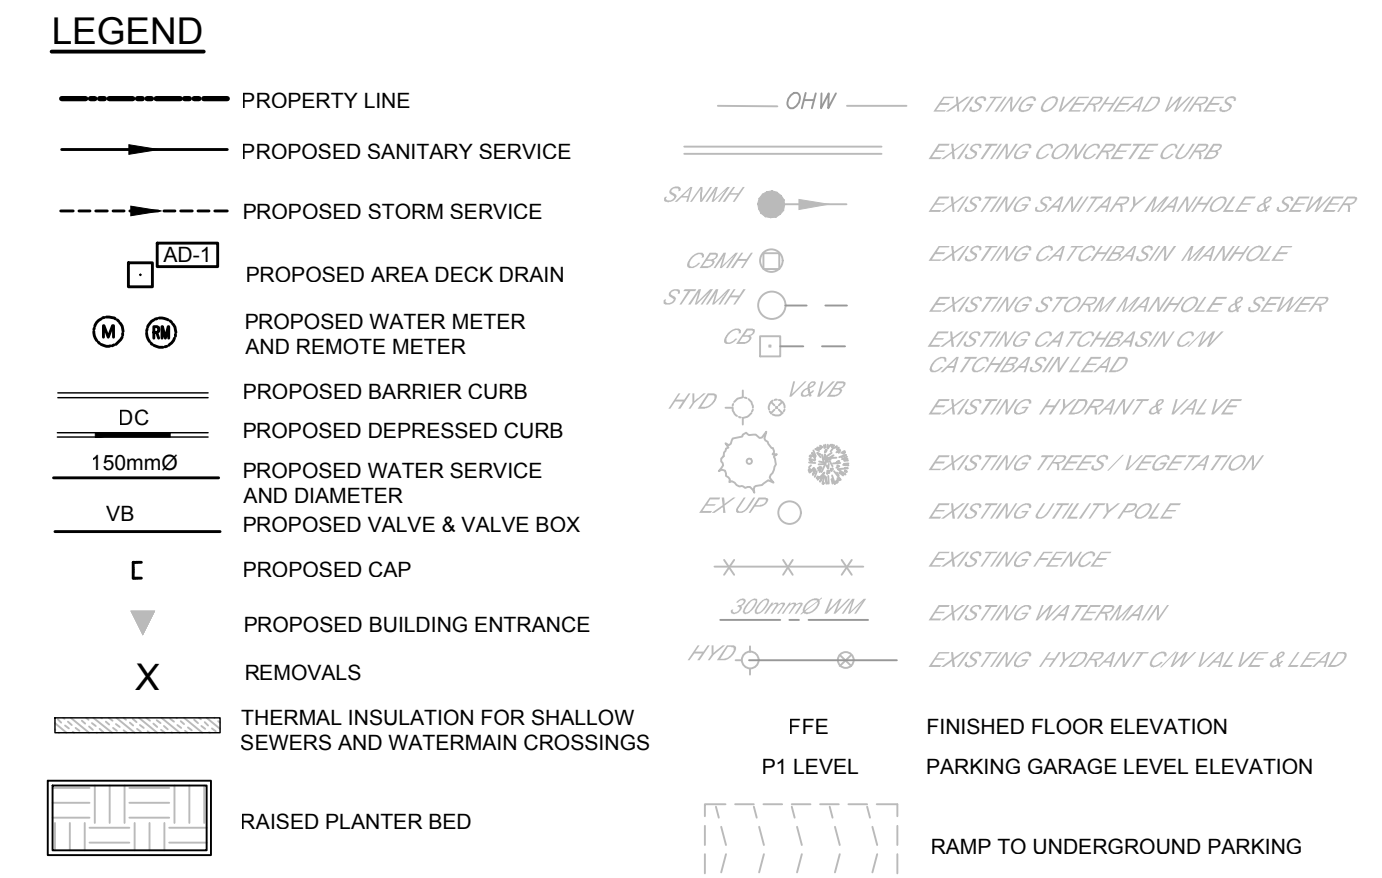 LEGEND
PROPERTY LINE
PROPOSED SANITARY SERVICE
PROPOSED STORM SERVICE
AD-1
PROPOSED AREA DECK DRAIN
M RM PROPOSED WATER METER
AND REMOTE METER
PROPOSED BARRIER CURB
DC
PROPOSED DEPRESSED CURB
150mmØ
PROPOSED WATER SERVICE
AND DIAMETER
VB
PROPOSED VALVE & VALVE BOX
PROPOSED CAP
PROPOSED BUILDING ENTRANCE
X REMOVALS
THERMAL INSULATION FOR SHALLOW
SEWERS AND WATERMAIN CROSSINGS
RAISED PLANTER BED
OHW EXISTING OVERHEAD WIRES
EXISTING CONCRETE CURB
SANMH EXISTING SANITARY MANHOLE & SEWER
CBMH EXISTING CATCHBASIN MANHOLE
STMMH EXISTING STORM MANHOLE & SEWER
CB EXISTING CATCHBASIN C/W
CATCHBASIN LEAD
HYD V&VB EXISTING HYDRANT & VALVE
EXISTING TREES / VEGETATION
EX UP EXISTING UTILITY POLE
EXISTING FENCE
300mmØ WM EXISTING WATERMAIN
HYD EXISTING HYDRANT C/W VALVE & LEAD
FFE FINISHED FLOOR ELEVATION
P1 LEVEL PARKING GARAGE LEVEL ELEVATION
RAMP TO UNDERGROUND PARKING